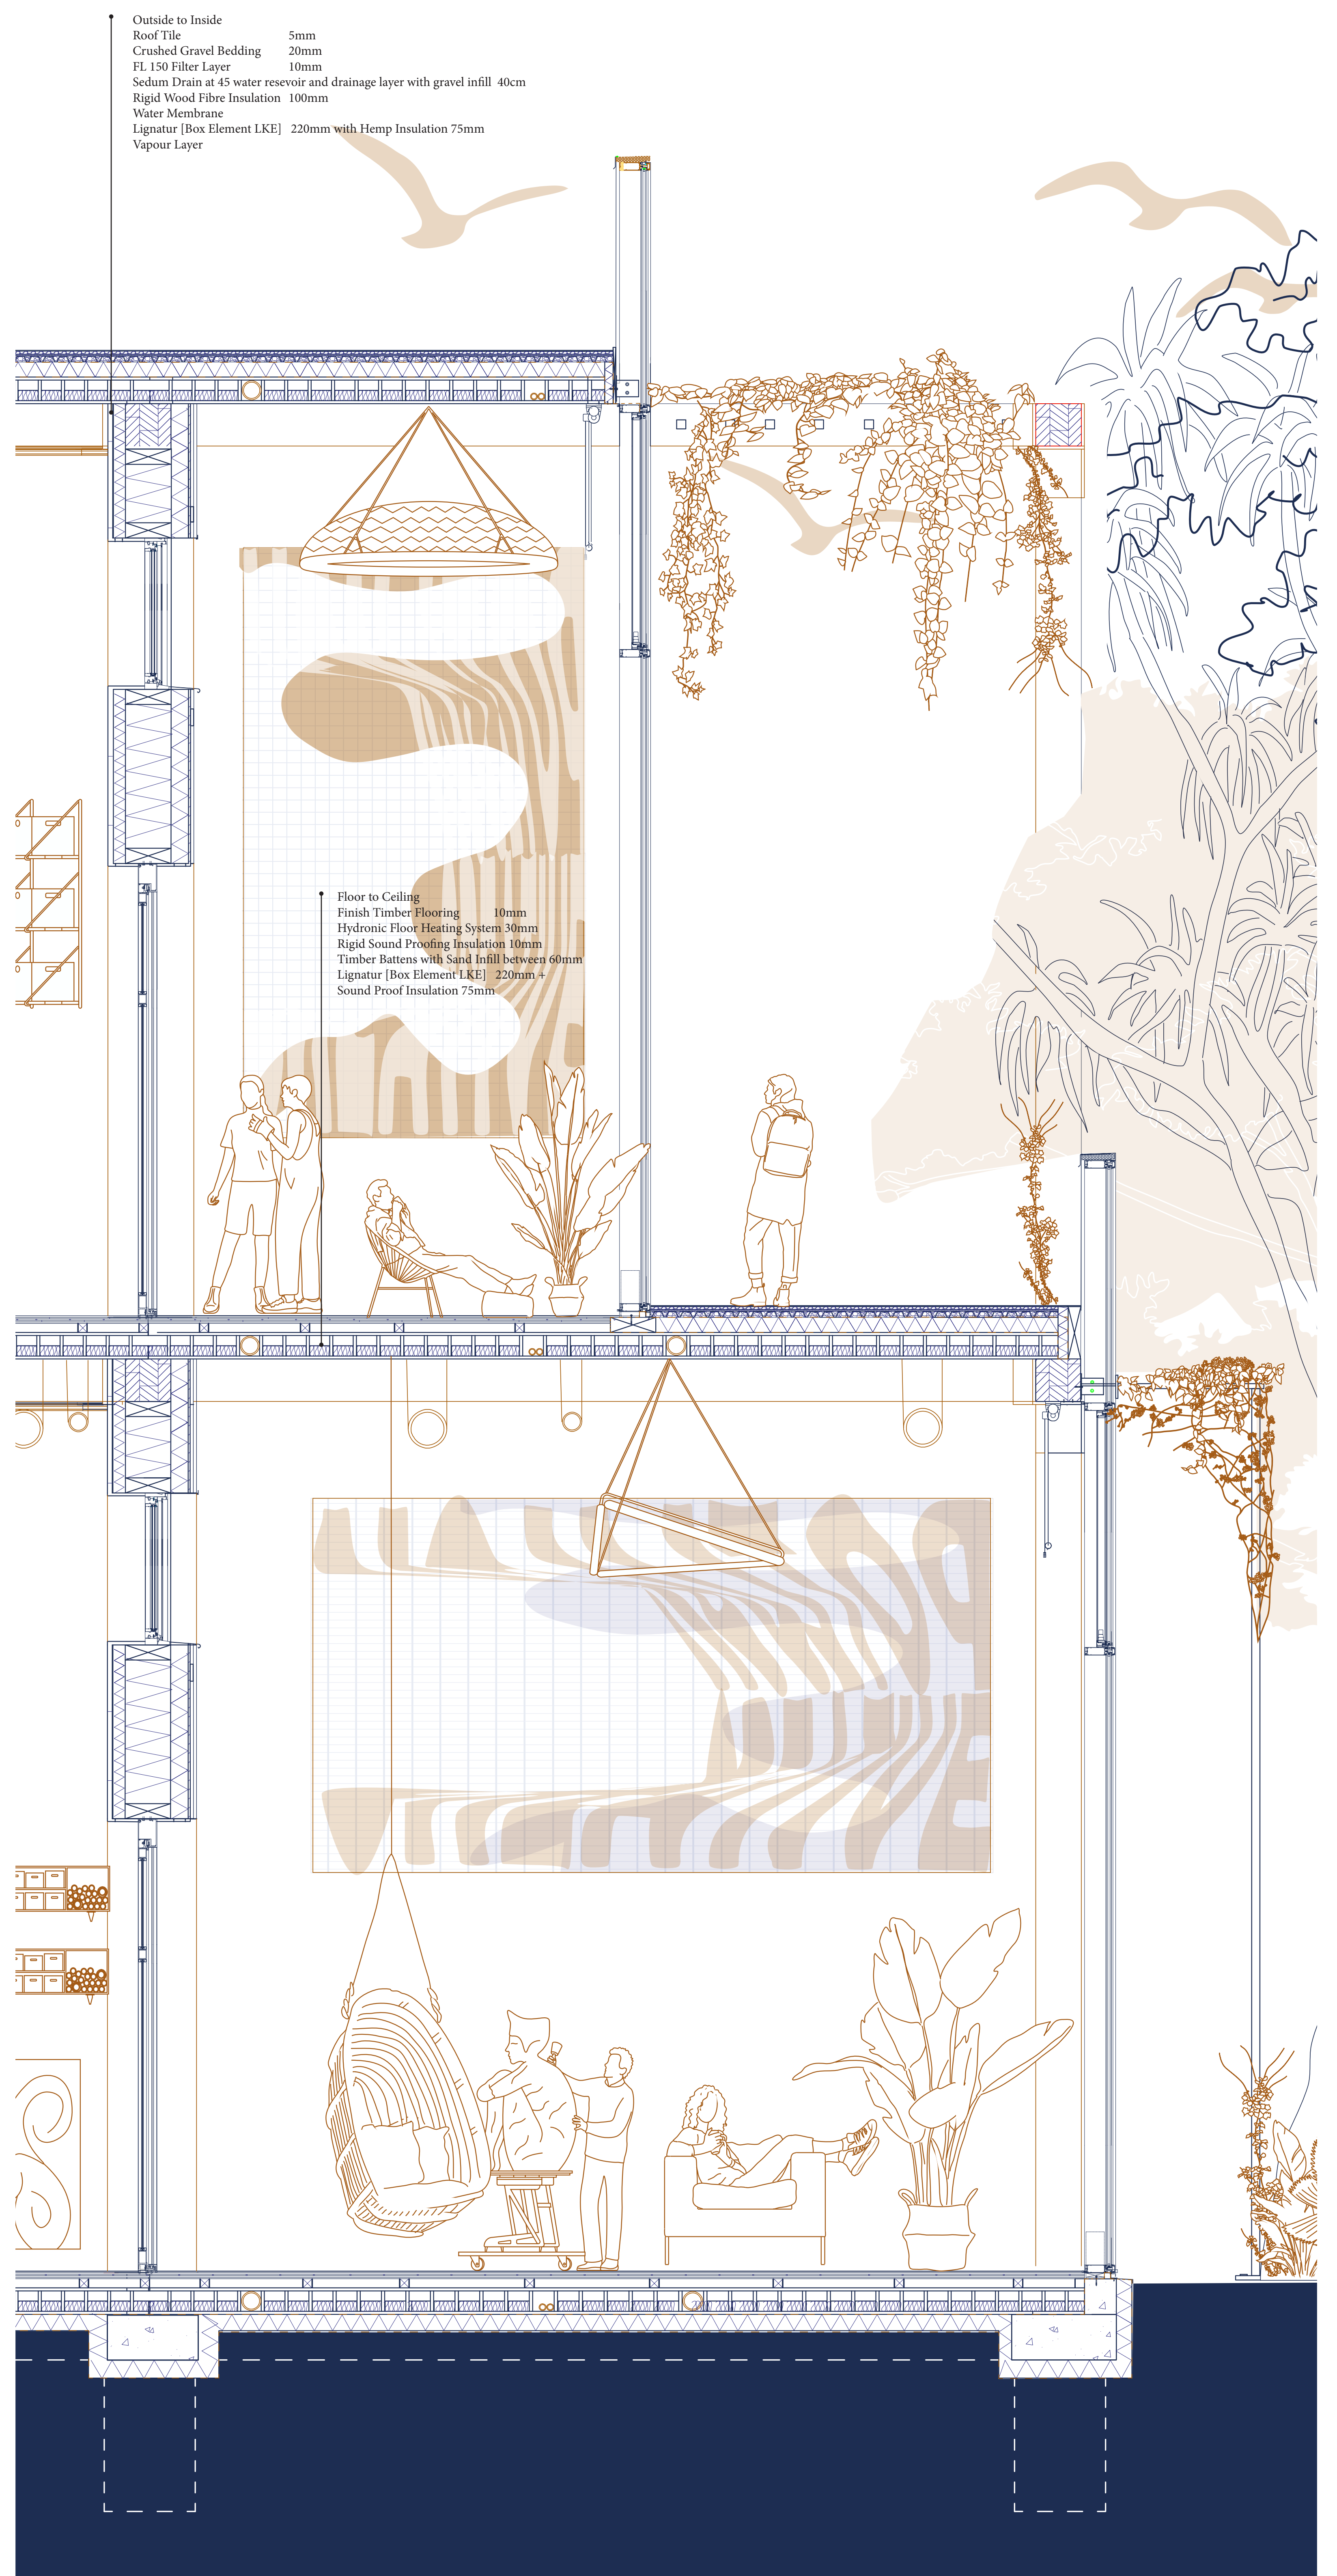 Outside to Inside
Roof Tile 5mm
Crushed Gravel Bedding 20mm
FL 150 Filter Layer 10mm
Sedum Drain at 45 water resevoir and drainage layer with gravel infill 40cm
Rigid Wood Fibre Insulation 100mm
Water Membrane
Lignatur [Box Element LKE] 220mm with Hemp Insulation 75mm
Vapour Layer
Floor to Ceiling
Finish Timber Flooring 10mm
Hydronic Floor Heating System 30mm
Rigid Sound Proofing Insulation 10mm
Timber Battens with Sand Infill between 60mm
Lignatur [Box Element LKE] 220mm +
Sound Proof Insulation 75mm